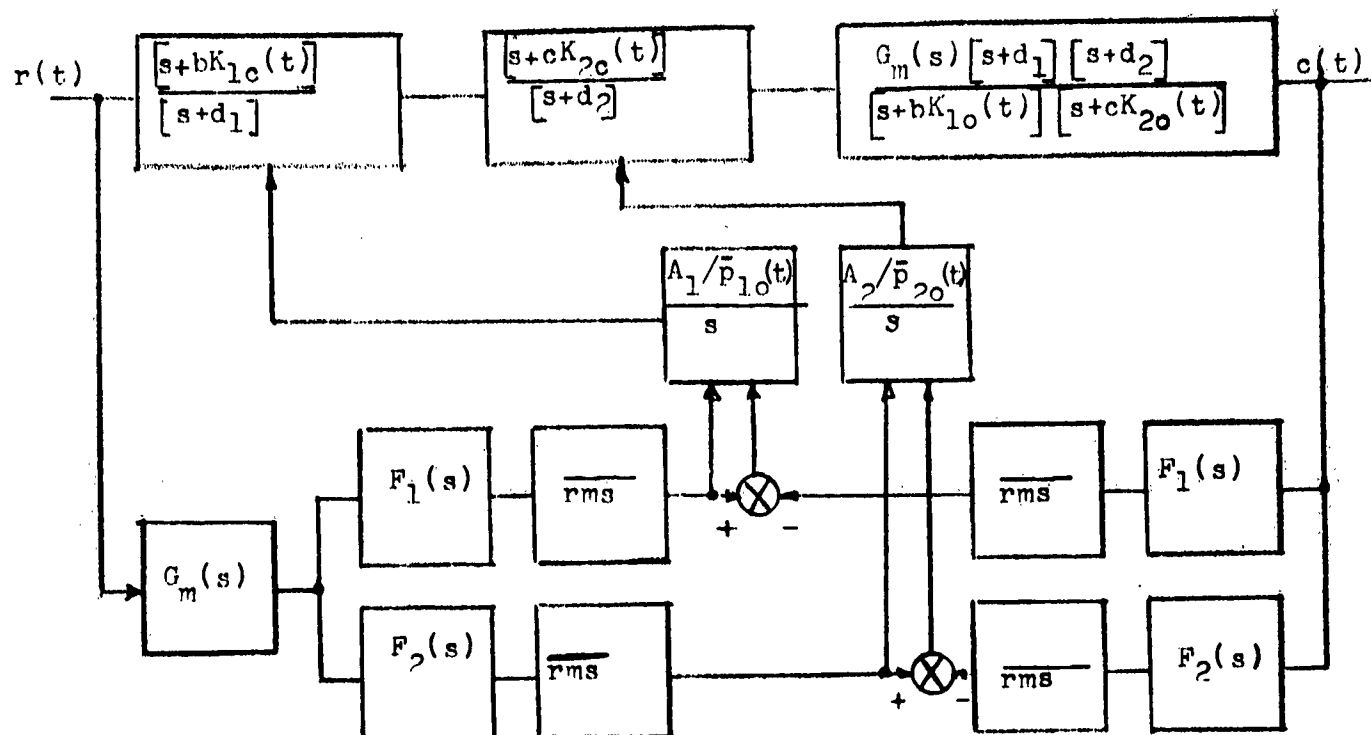 r(t)
[s+bK1c(t)]
[s+d1]
[s+cK2c(t)]
[s+d2]
Gm(s)[s+d1] [s+d2]
[s+bK1o(t)] [s+cK2o(t)]
c(t)
A1/p̄1o(t)
s
A2/p̄2o(t)
s
F1(s)
rms
+
-
rms
F1(s)
Gm(s)
F2(s)
rms
+
-
rms
F2(s)